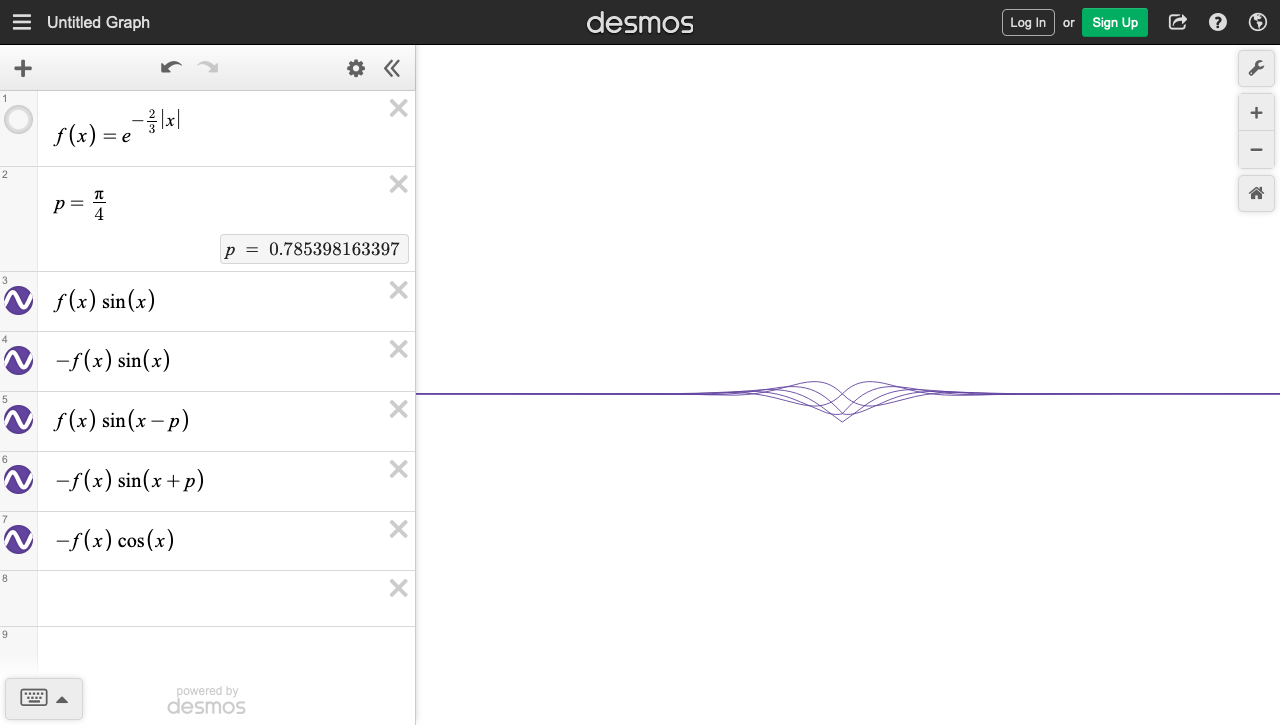 Untitled Graph
desmos
Log In or Sign Up
1
f(x) = e^{-\frac{2}{3}|x|}
2
p = \frac{π}{4}
p = 0.785398163397
3
f(x) sin(x)
4
−f(x) sin(x)
5
f(x) sin(x − p)
6
−f(x) sin(x + p)
7
−f(x) cos(x)
8
9
powered by
desmos